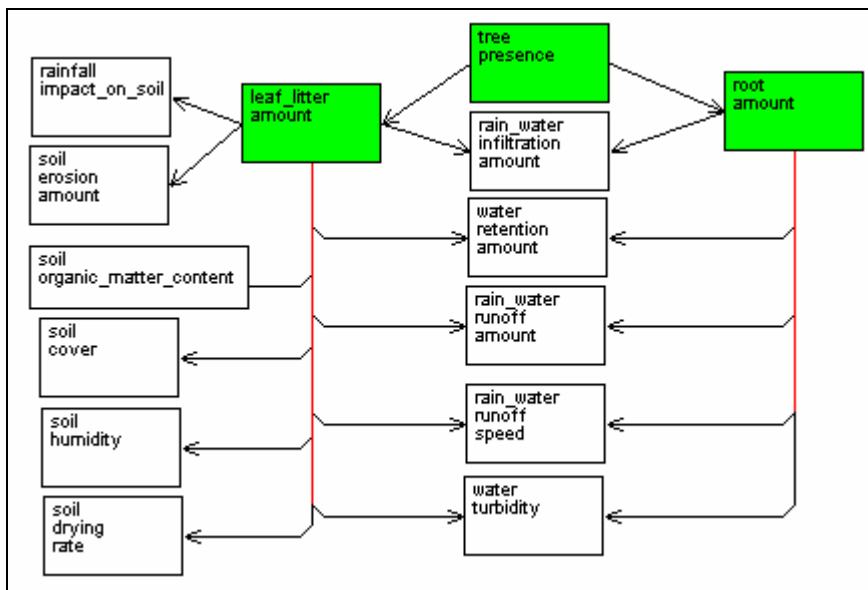 tree
presence
rainfall
impact_on_soil
leaf_litter
amount
root
amount
rain_water
infiltration
amount
soil
erosion
amount
water
retention
amount
soil
organic_matter_content
rain_water
runoff
amount
soil
cover
rain_water
runoff
speed
soil
humidity
water
turbidity
soil
drying
rate